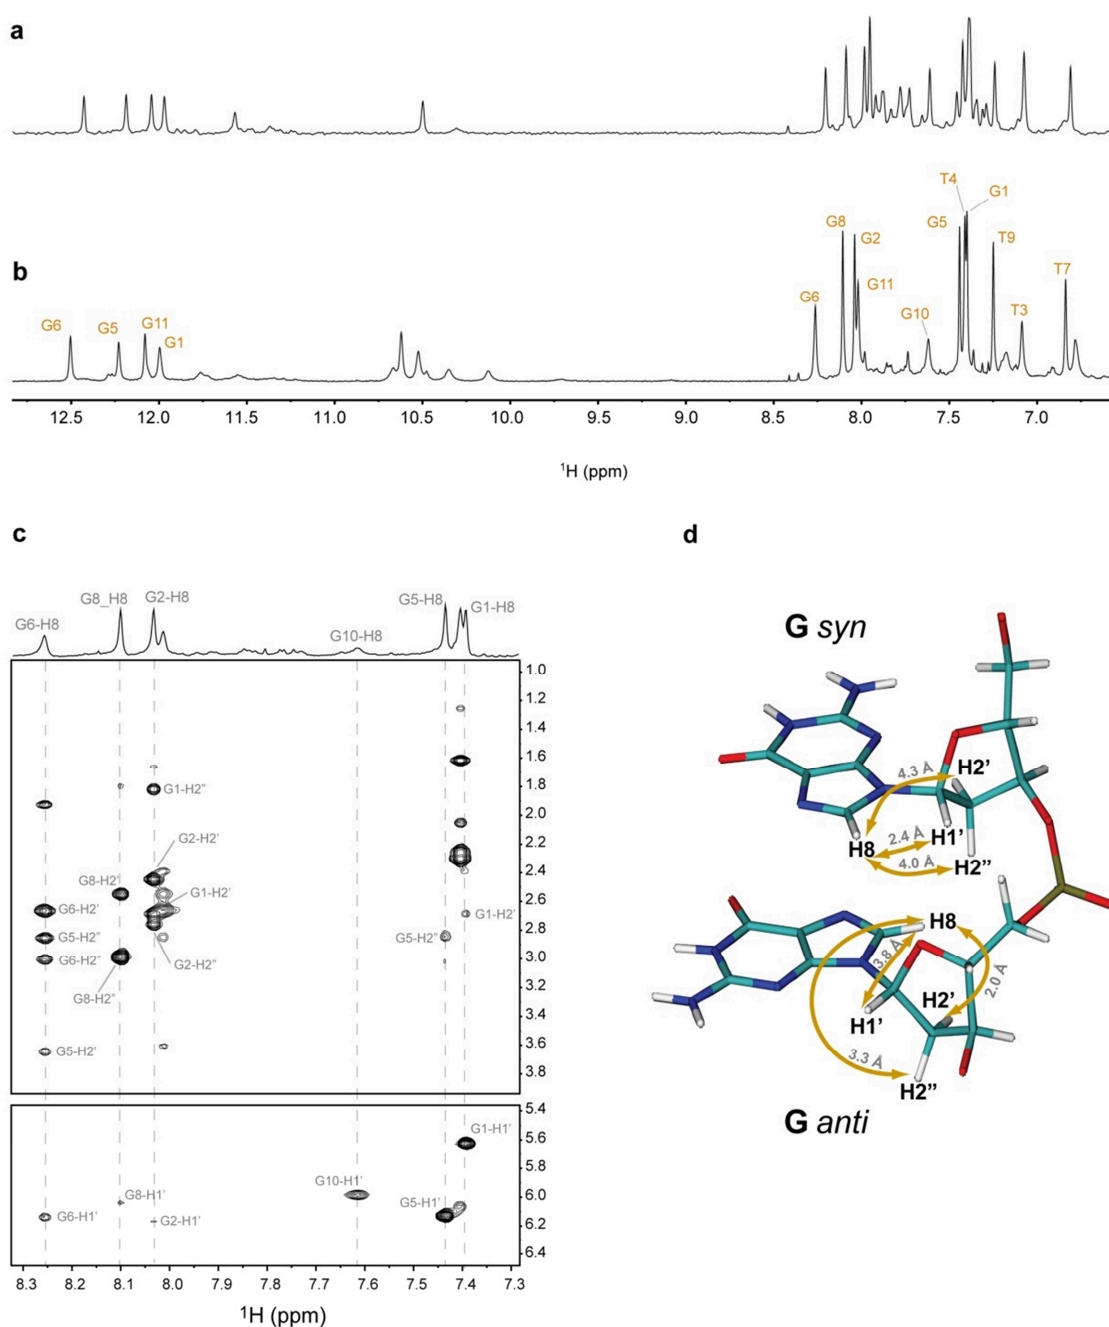 a
b
G6
G5
G11
G1
G8
G2
G11
G6
G10
G5
T4
G1
T9
T3
T7
12.5
12.0
11.5
11.0
10.5
10.0
9.5
9.0
8.5
8.0
7.5
7.0
¹H (ppm)
c
G6-H8
G8_H8
G2-H8
G10-H8
G5-H8
G1-H8
1.0
1.2
1.4
1.6
1.8
2.0
2.2
2.4
2.6
2.8
3.0
3.2
3.4
3.6
3.8
G1-H2"
G2-H2'
G8-H2'
G1-H2'
G6-H2'
G5-H2"
G6-H2"
G2-H2"
G8-H2"
G5-H2'
G1-H2'
G5-H2"
5.4
5.6
5.8
6.0
6.2
6.4
G1-H1'
G10-H1'
G8-H1'
G5-H1'
G6-H1'
G2-H1'
8.3
8.2
8.1
8.0
7.9
7.8
7.7
7.6
7.5
7.4
7.3
¹H (ppm)
d
G syn
4.3 Å
H2'
2.4 Å
H1'
H8
4.0 Å
H2"
H8
3.8 Å
2.0 Å
H1'
H2'
3.3 Å
H2"
G anti